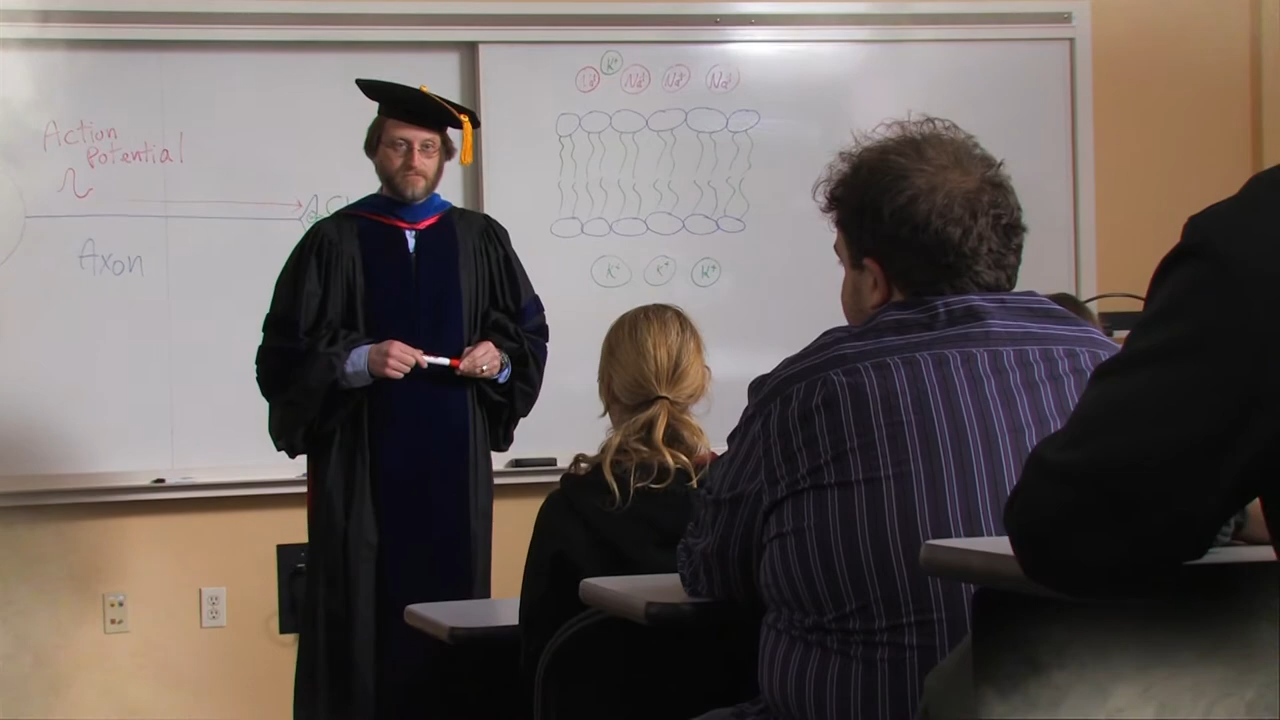 Action
Potential
Axon
K+
Na+ Na+ Na+ Na+
K+ K+ K+